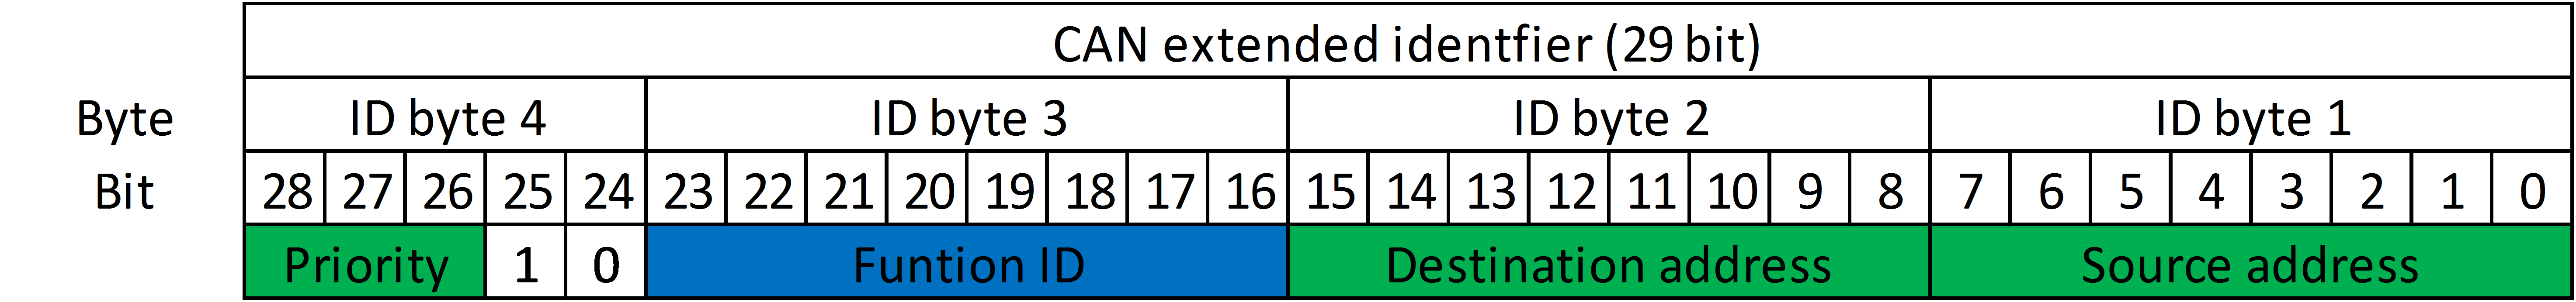 CAN extended identfier (29 bit)
Byte ID byte 4 ID byte 3 ID byte 2 ID byte 1
Bit 28 27 26 25 24 23 22 21 20 19 18 17 16 15 14 13 12 11 10 9 8 7 6 5 4 3 2 1 0
Priority 1 0 Funtion ID Destination address Source address